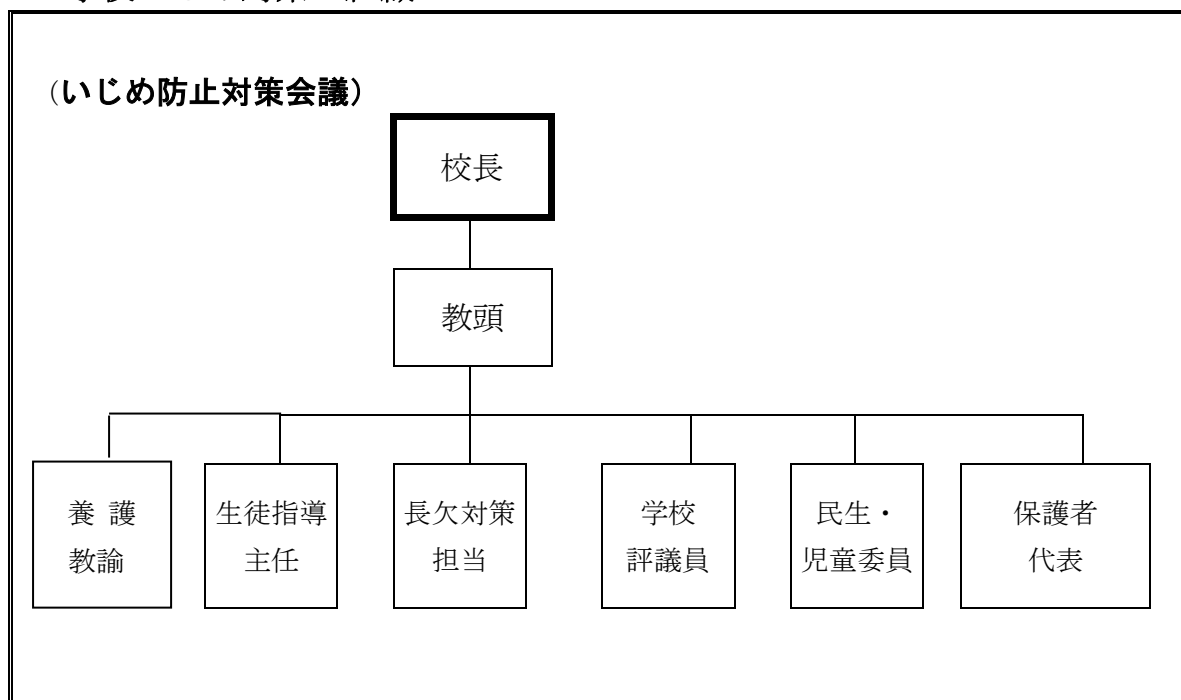 (いじめ防止対策会議)
校長
教頭
養 護
教諭
生徒指導
主任
長欠対策
担当
学校
評議員
民生・
児童委員
保護者
代表